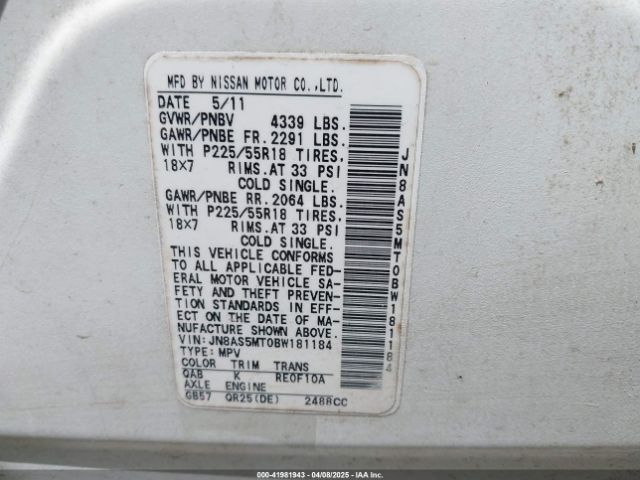 MFD BY NISSAN MOTOR CO.,LTD.
DATE 5/11
GVWR/PNBV 4339 LBS.
GAWR/PNBE FR.2291 LBS.
WITH P225/55R18 TIRES,
18X7 RIMS.AT 33 PSI
COLD SINGLE.
GAWR/PNBE RR.2064 LBS.
WITH P225/55R18 TIRES,
18X7 RIMS.AT 33 PSI
COLD SINGLE.
THIS VEHICLE CONFORMS
TO ALL APPLICABLE FED-
ERAL MOTOR VEHICLE SA-
FETY AND THEFT PREVEN-
TION STANDARDS IN EFF-
ECT ON THE DATE OF MA-
NUFACTURE SHOWN ABOVE.
VIN: JN8AS5MT0BW181184
TYPE: MPV
COLOR TRIM TRANS
QAB K RE0F10A
AXLE ENGINE
GB57 QR25(DE) 2488CC
JN8AS5MT0BW181184
000-41981943 - 04/08/2025 - IAAI.COM